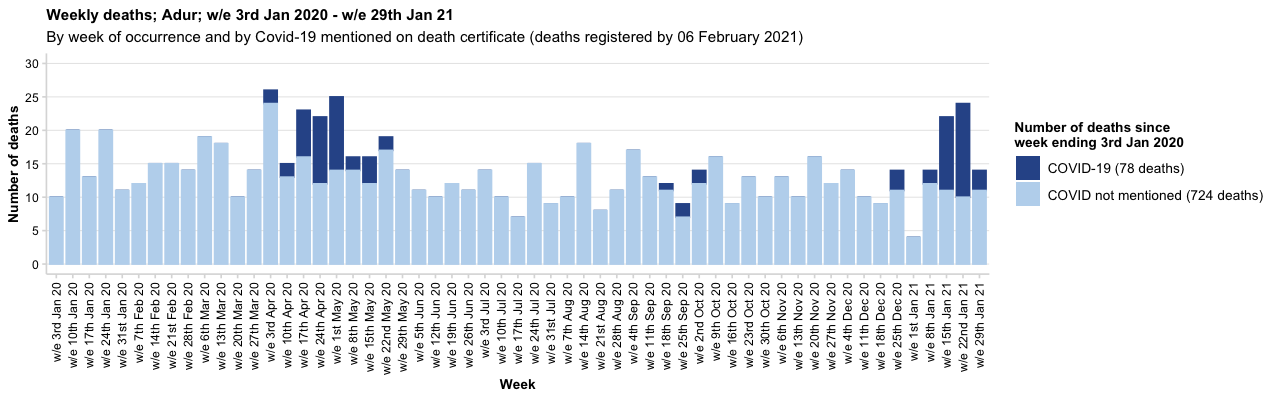 Weekly deaths; Adur; w/e 3rd Jan 2020 - w/e 29th Jan 21
By week of occurrence and by Covid-19 mentioned on death certificate (deaths registered by 06 February 2021)
Number of deaths
30
25
20
15
10
5
0
w/e 3rd Jan 20
w/e 10th Jan 20
w/e 17th Jan 20
w/e 24th Jan 20
w/e 31st Jan 20
w/e 7th Feb 20
w/e 14th Feb 20
w/e 21st Feb 20
w/e 28th Feb 20
w/e 6th Mar 20
w/e 13th Mar 20
w/e 20th Mar 20
w/e 27th Mar 20
w/e 3rd Apr 20
w/e 10th Apr 20
w/e 17th Apr 20
w/e 24th Apr 20
w/e 1st May 20
w/e 8th May 20
w/e 15th May 20
w/e 22nd May 20
w/e 29th May 20
w/e 5th Jun 20
w/e 12th Jun 20
w/e 19th Jun 20
w/e 26th Jun 20
w/e 3rd Jul 20
w/e 10th Jul 20
w/e 17th Jul 20
w/e 24th Jul 20
w/e 31st Jul 20
w/e 7th Aug 20
w/e 14th Aug 20
w/e 21st Aug 20
w/e 28th Aug 20
w/e 4th Sep 20
w/e 11th Sep 20
w/e 18th Sep 20
w/e 25th Sep 20
w/e 2nd Oct 20
w/e 9th Oct 20
w/e 16th Oct 20
w/e 23rd Oct 20
w/e 30th Oct 20
w/e 6th Nov 20
w/e 13th Nov 20
w/e 20th Nov 20
w/e 27th Nov 20
w/e 4th Dec 20
w/e 11th Dec 20
w/e 18th Dec 20
w/e 25th Dec 20
w/e 1st Jan 21
w/e 8th Jan 21
w/e 15th Jan 21
w/e 22nd Jan 21
w/e 29th Jan 21
Week
Number of deaths since
week ending 3rd Jan 2020
COVID-19 (78 deaths)
COVID not mentioned (724 deaths)